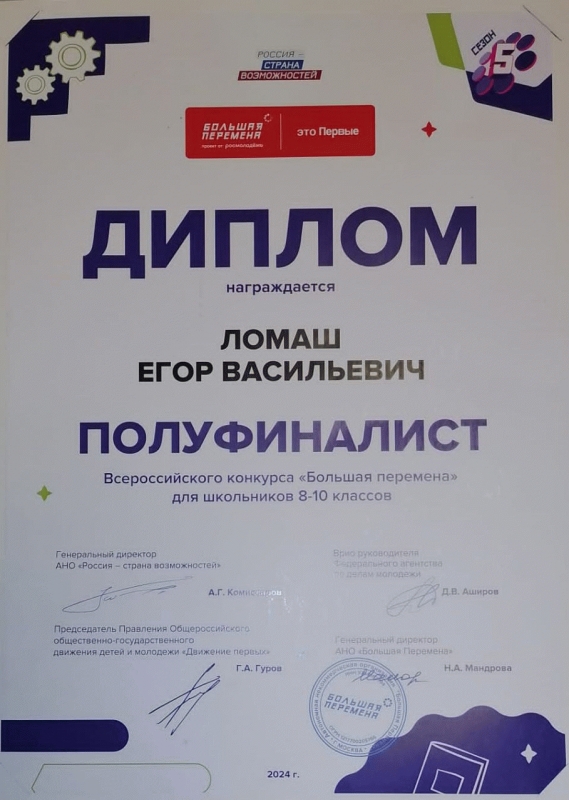 РОССИЯ –
СТРАНА
ВОЗМОЖНОСТЕЙ
СЕЗОН
5
БОЛЬШАЯ
ПЕРЕМЕНА
проект от росмолодёжь
это Первые
ДИПЛОМ
награждается
ЛОМАШ
ЕГОР ВАСИЛЬЕВИЧ
ПОЛУФИНАЛИСТ
Всероссийского конкурса «Большая перемена»
для школьников 8-10 классов
Генеральный директор
АНО «Россия – страна возможностей»
А.Г. Комиссаров
Врио руководителя
Федерального агентства
по делам молодежи
Д.В. Аширов
Председатель Правления Общероссийского
общественно-государственного
движения детей и молодежи «Движение первых»
Г.А. Гуров
Генеральный директор
АНО «Большая Перемена»
Н.А. Мандрова
БОЛЬШАЯ
ПЕРЕМЕНА
МОСКВА
2024 г.